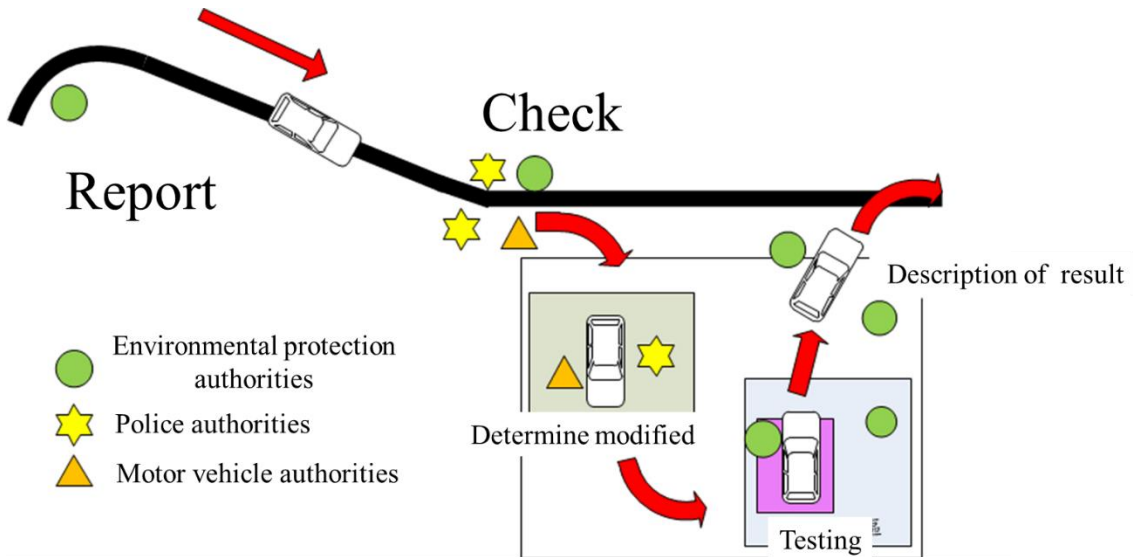 Check
Report
Description of result
Environmental protection
authorities
Police authorities
Motor vehicle authorities
Determine modified
Testing